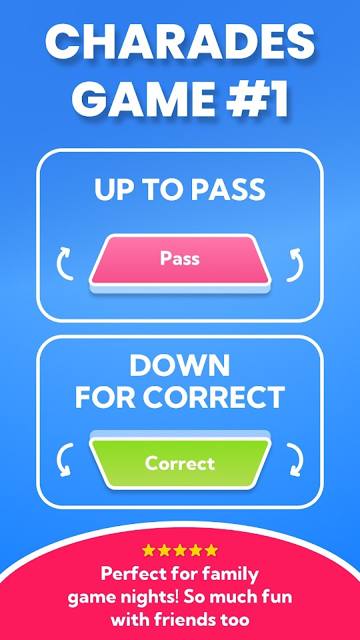 CHARADES
GAME #1
UP TO PASS
Pass
DOWN
FOR CORRECT
Correct
Perfect for family
game nights! So much fun
with friends too